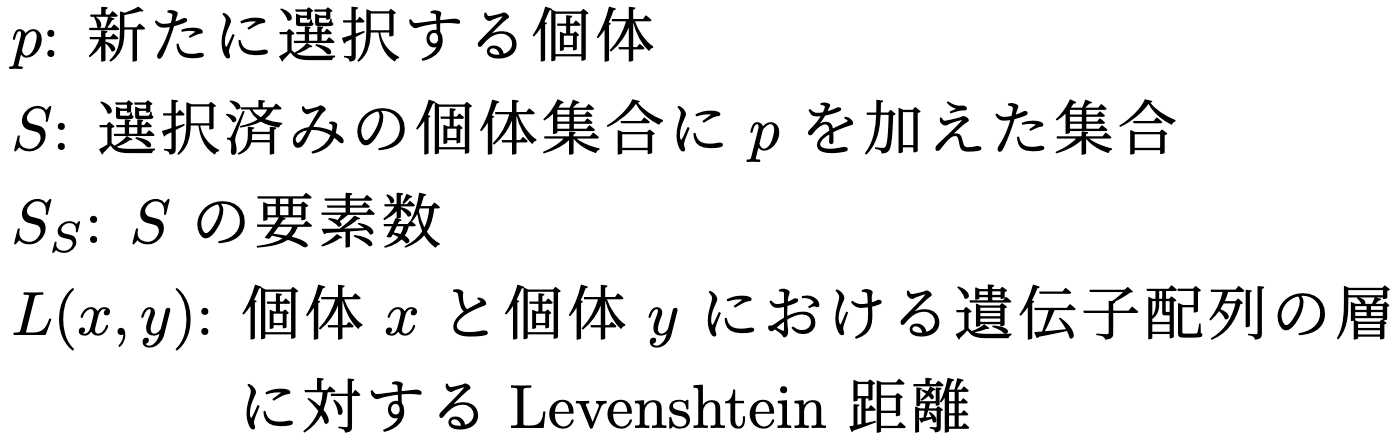 p: 新たに選択する個体
S: 選択済みの個体集合に p を加えた集合
S_S: S の要素数
L(x, y): 個体 x と個体 y における遺伝子配列の層
に対する Levenshtein 距離